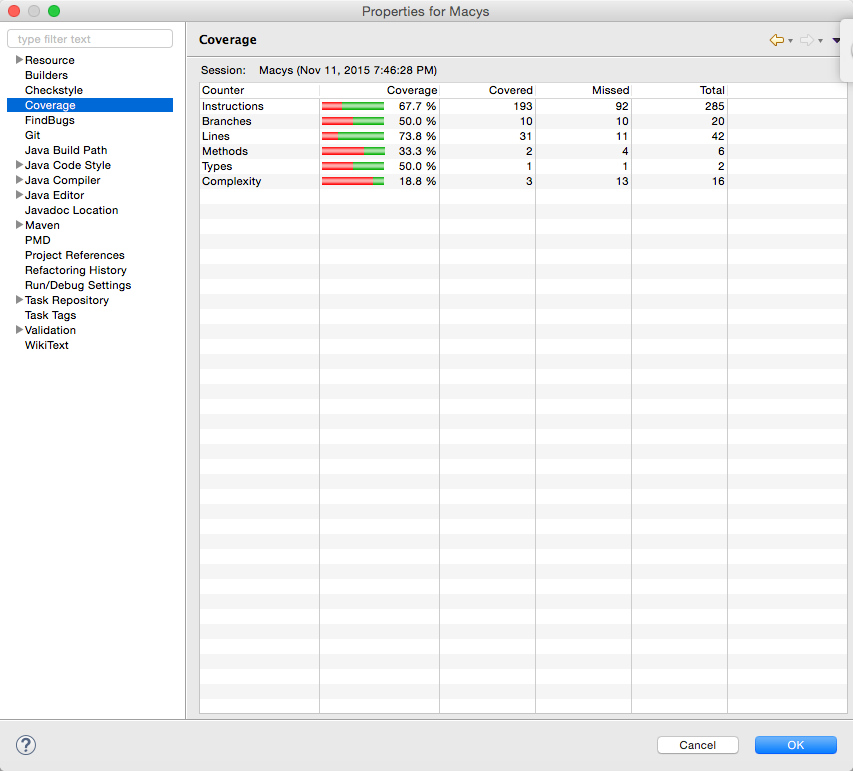 Properties for Macys
type filter text
Resource
Builders
Checkstyle
Coverage
FindBugs
Git
Java Build Path
Java Code Style
Java Compiler
Java Editor
Javadoc Location
Maven
PMD
Project References
Refactoring History
Run/Debug Settings
Task Repository
Task Tags
Validation
WikiText
Coverage
Session: Macys (Nov 11, 2015 7:46:28 PM)
Counter Coverage Covered Missed Total
Instructions 67.7 % 193 92 285
Branches 50.0 % 10 10 20
Lines 73.8 % 31 11 42
Methods 33.3 % 2 4 6
Types 50.0 % 1 1 2
Complexity 18.8 % 3 13 16
? Cancel OK